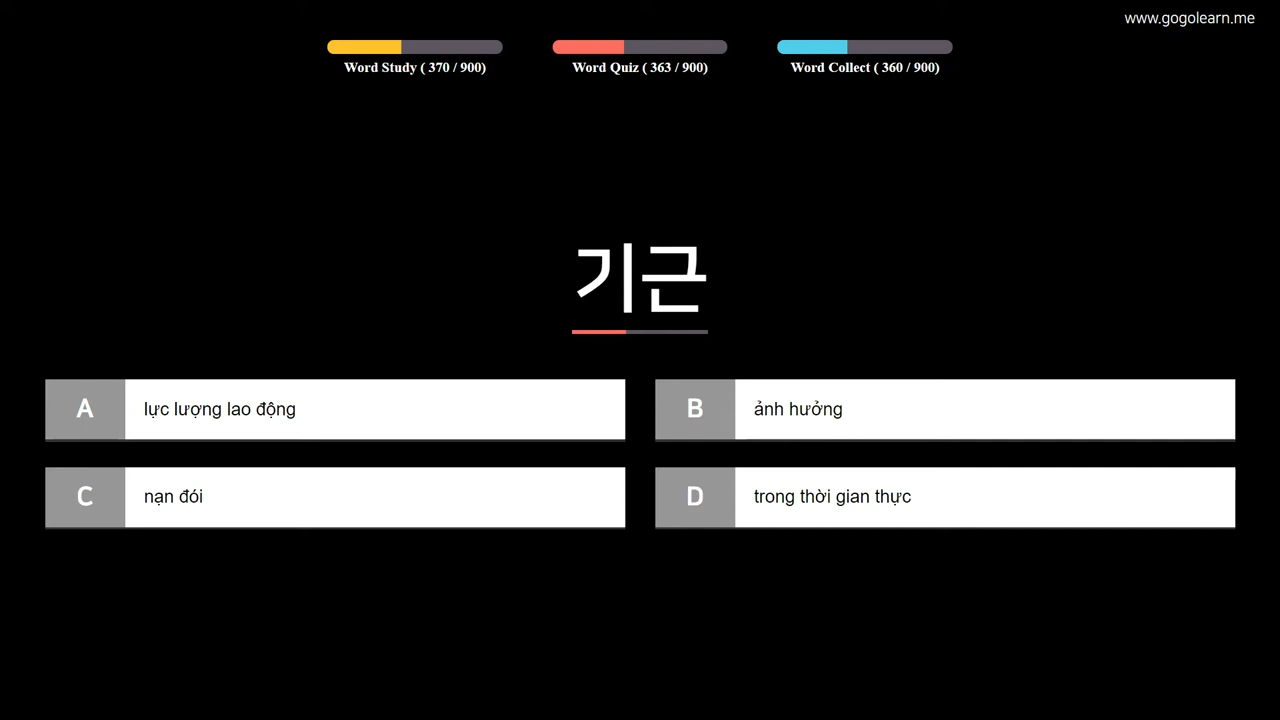 www.gogolearn.me
Word Study ( 370 / 900)
Word Quiz ( 363 / 900)
Word Collect ( 360 / 900)
기근
A lực lượng lao động
B ảnh hưởng
C nạn đói
D trong thời gian thực